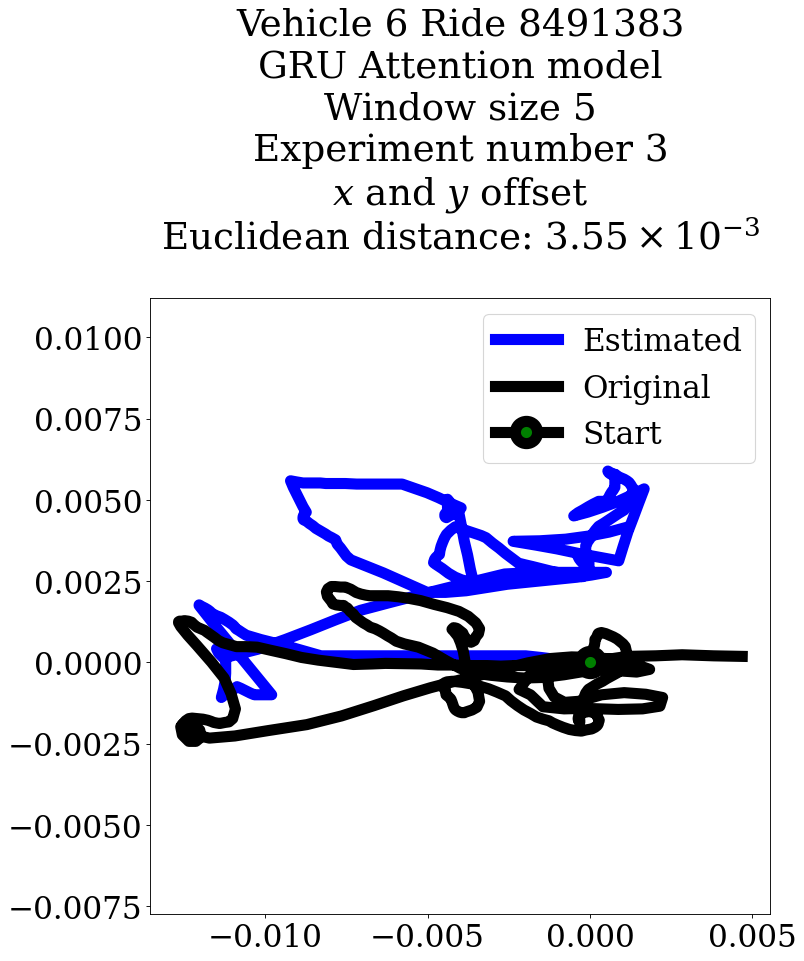 Vehicle 6 Ride 8491383
GRU Attention model
Window size 5
Experiment number 3
x and y offset
Euclidean distance: 3.55 × 10⁻³
Estimated
Original
Start
0.0100
0.0075
0.0050
0.0025
0.0000
−0.0025
−0.0050
−0.0075
−0.010 −0.005 0.000 0.005